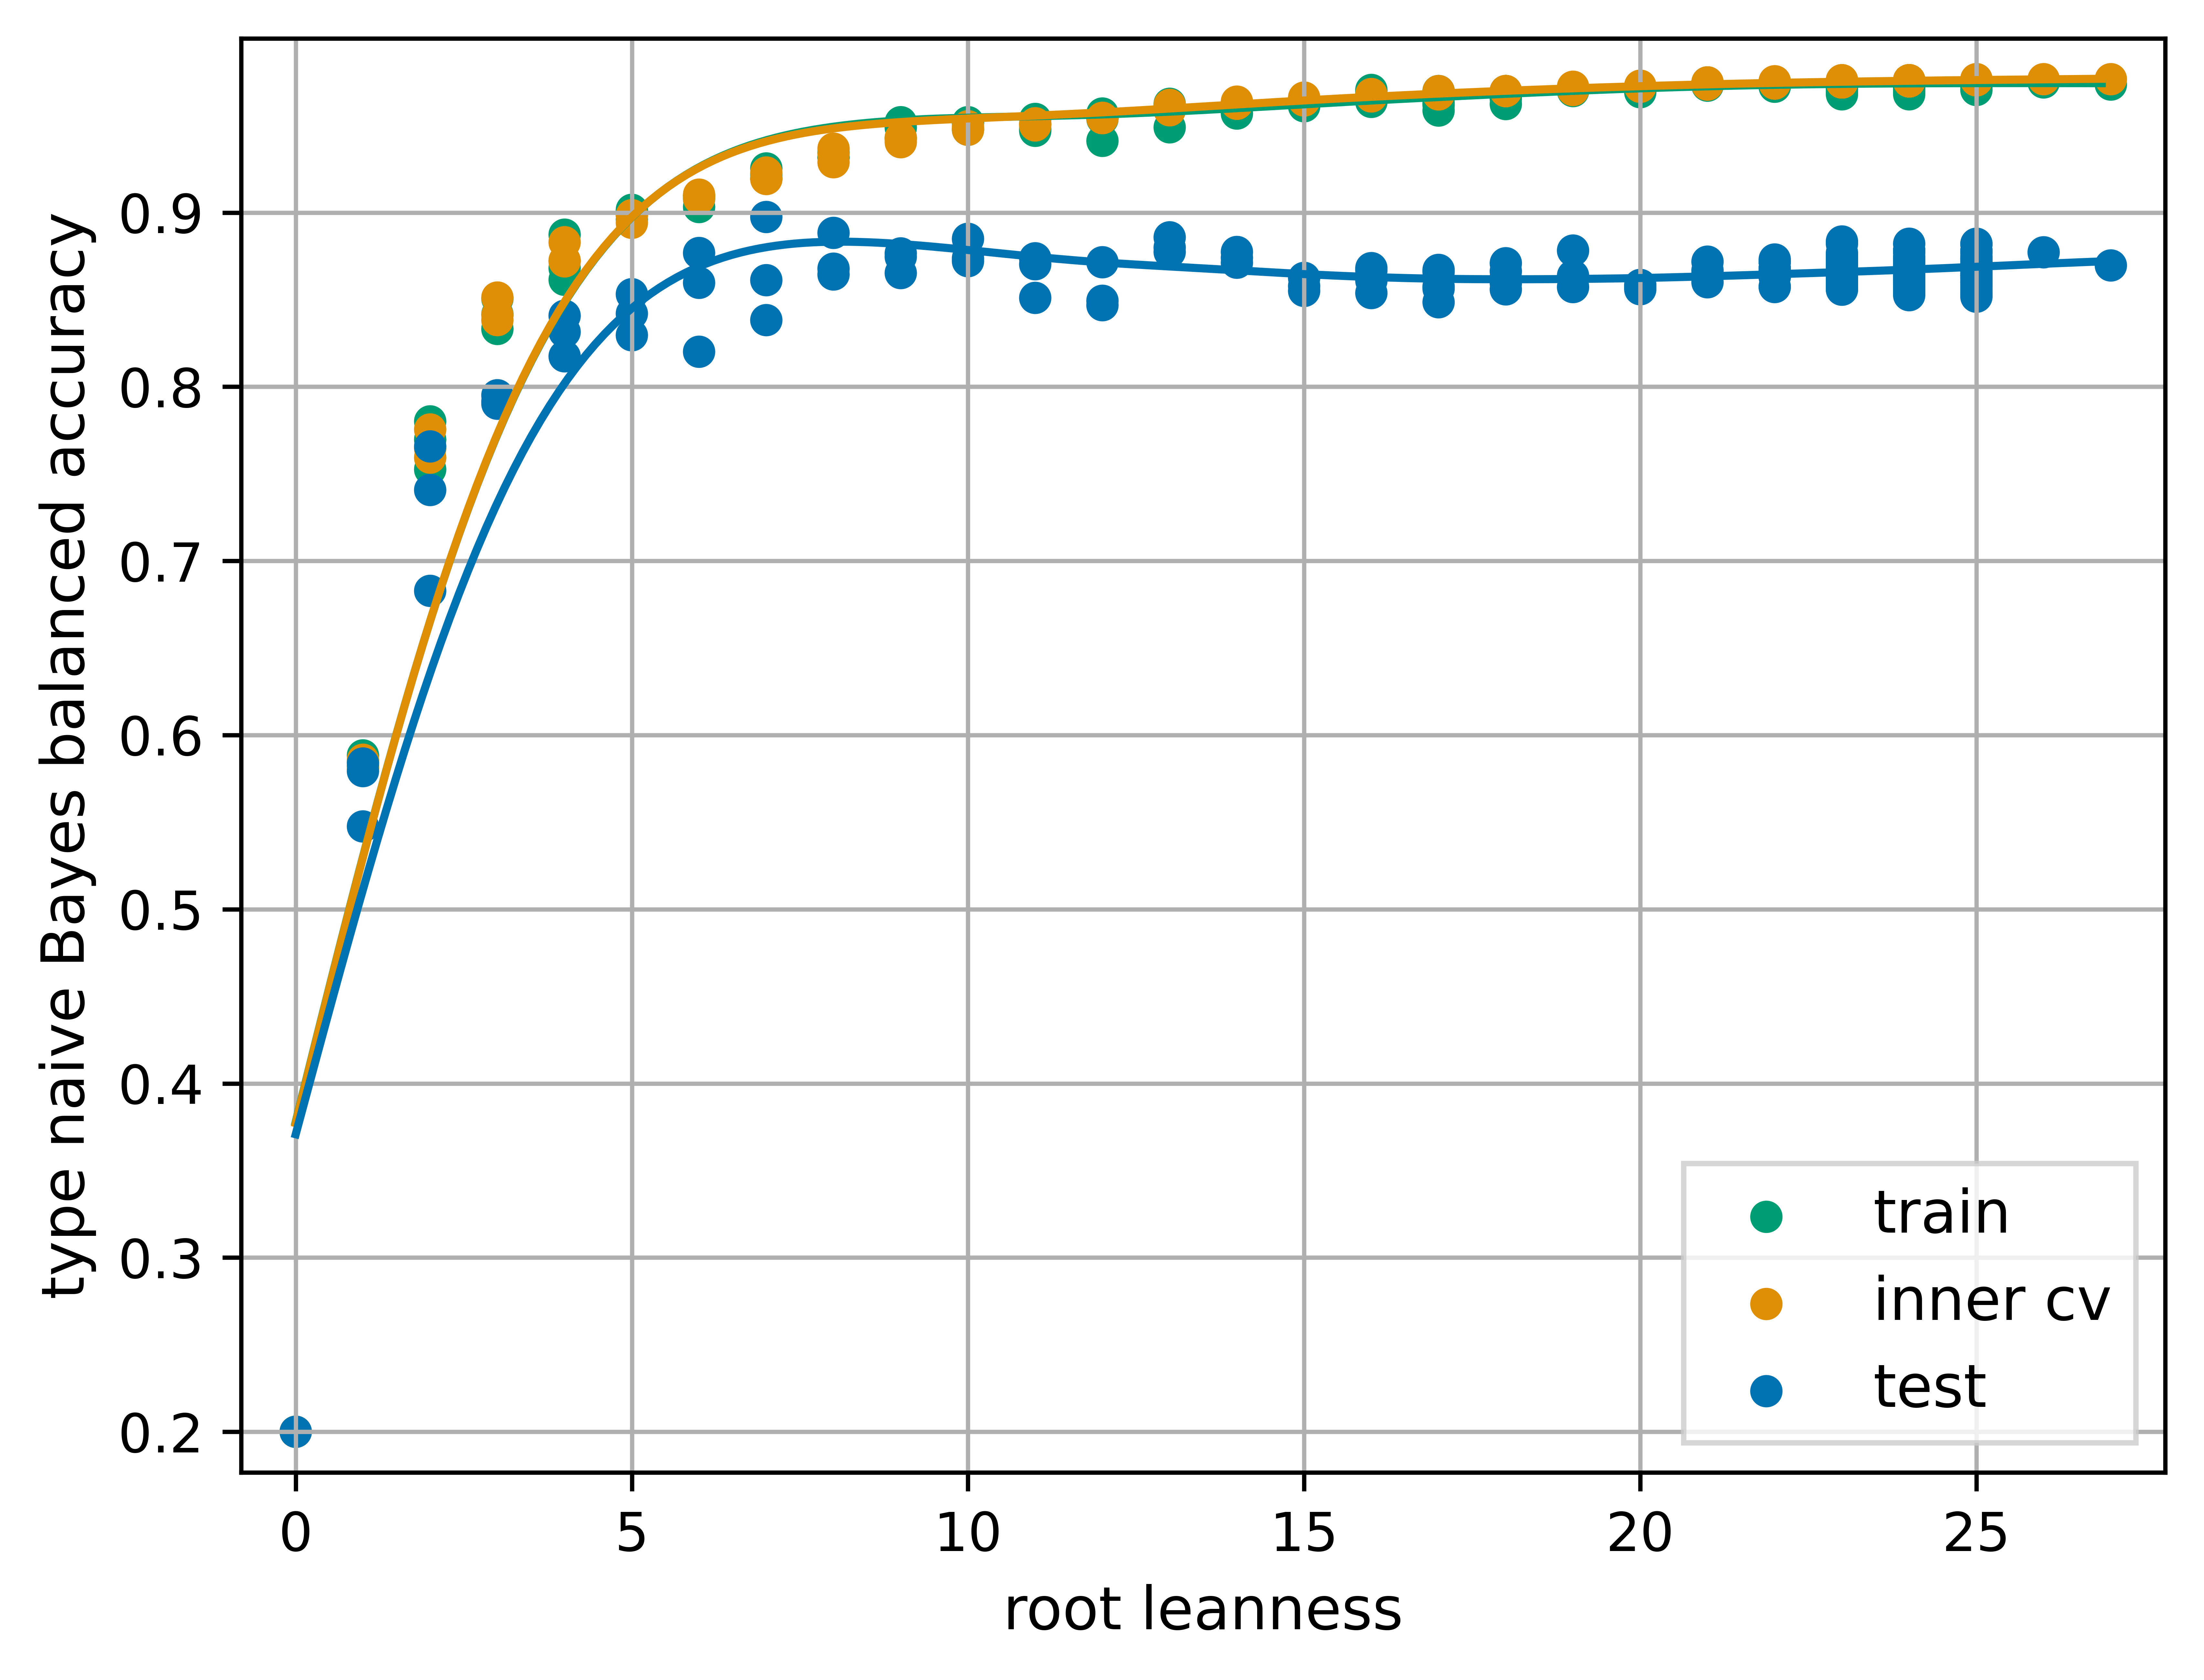 type naive Bayes balanced accuracy
0.9
0.8
0.7
0.6
0.5
0.4
0.3
0.2
0 5 10 15 20 25
root leanness
train
inner cv
test